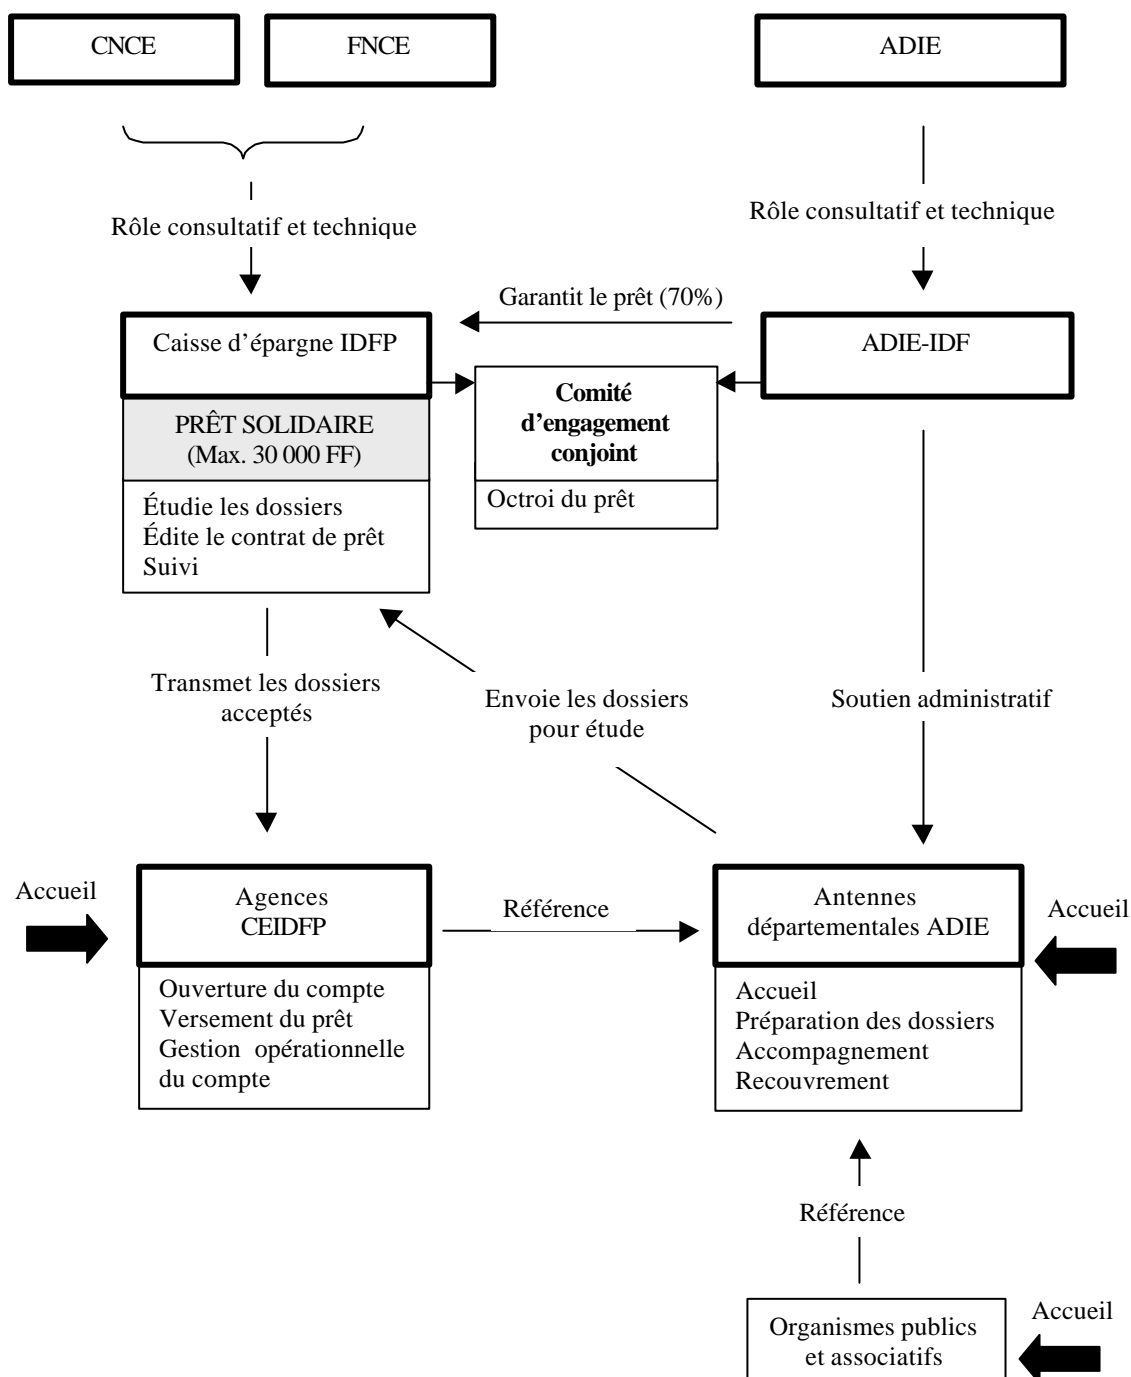 CNCE
FNCE
ADIE
Rôle consultatif et technique
Rôle consultatif et technique
Garantit le prêt (70%)
Caisse d’épargne IDFP
ADIE-IDF
Comité
d’engagement
conjoint
PRÊT SOLIDAIRE
(Max. 30 000 FF)
Octroi du prêt
Étudie les dossiers
Édite le contrat de prêt
Suivi
Transmet les dossiers
acceptés
Envoie les dossiers
pour étude
Soutien administratif
Accueil
Agences
CEIDFP
Référence
Antennes
départementales ADIE
Accueil
Ouverture du compte
Versement du prêt
Gestion opérationnelle
du compte
Accueil
Préparation des dossiers
Accompagnement
Recouvrement
Référence
Organismes publics
et associatifs
Accueil